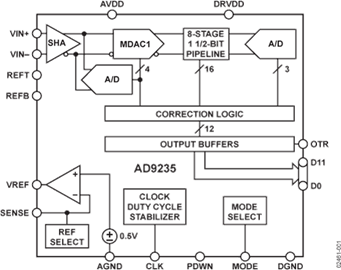 AVDD
DRVDD
VIN+
VIN–
REFT
REFB
SHA
MDAC1
8-STAGE
1 1/2-BIT
PIPELINE
A/D
A/D
4
16
3
CORRECTION LOGIC
12
OUTPUT BUFFERS
OTR
D11
D0
AD9235
VREF
SENSE
REF
SELECT
0.5V
CLOCK
DUTY CYCLE
STABILIZER
MODE
SELECT
AGND
CLK
PDWN
MODE
DGND
02461-001